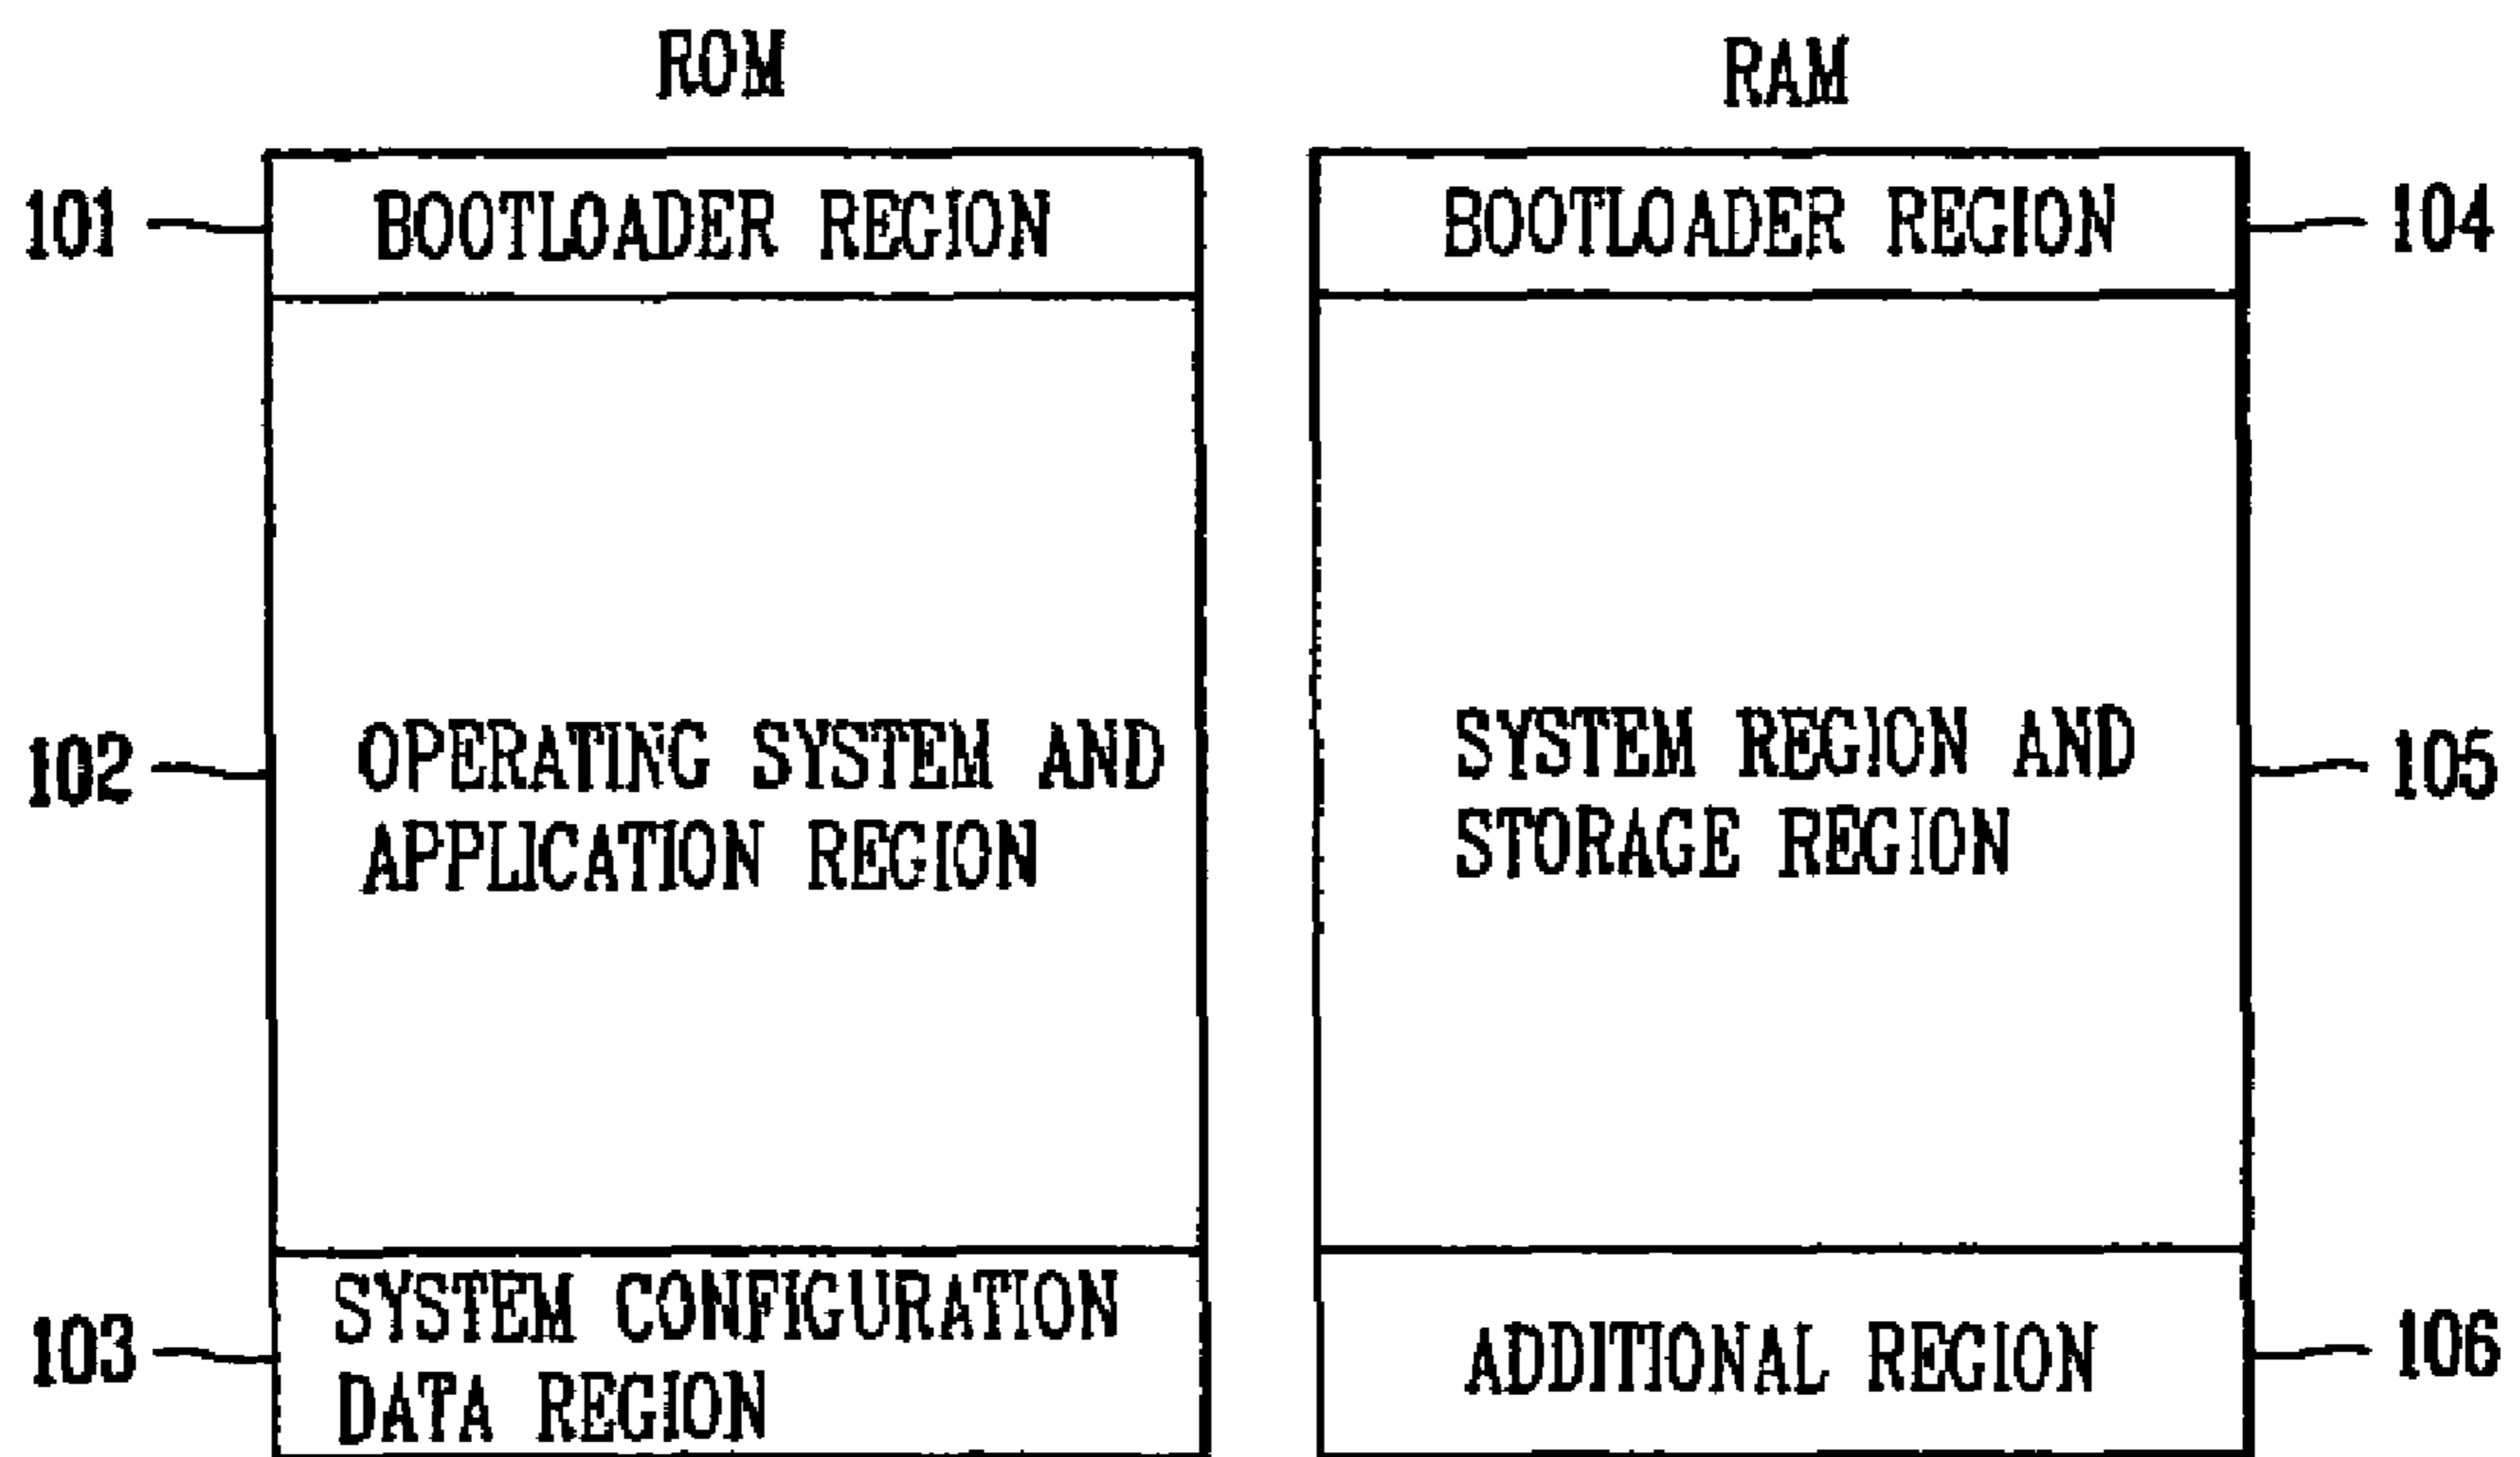 ROM
101
BOOTLOADER REGION
102
OPERATING SYSTEM AND
APPLICATION REGION
103
SYSTEM CONFIGURATION
DATA REGION
RAM
BOOTLOADER REGION
104
SYSTEM REGION AND
STORAGE REGION
105
ADDITIONAL REGION
106